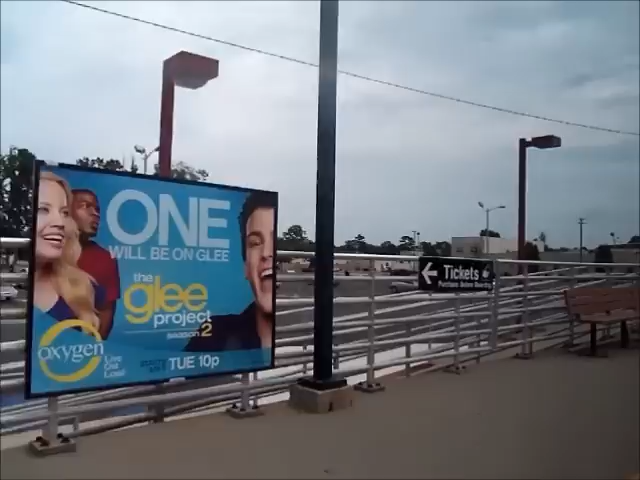 ONE
WILL BE ON GLEE
the
glee
project
season 2
oxygen
Live
Out
Loud
TUE 10p
Tickets